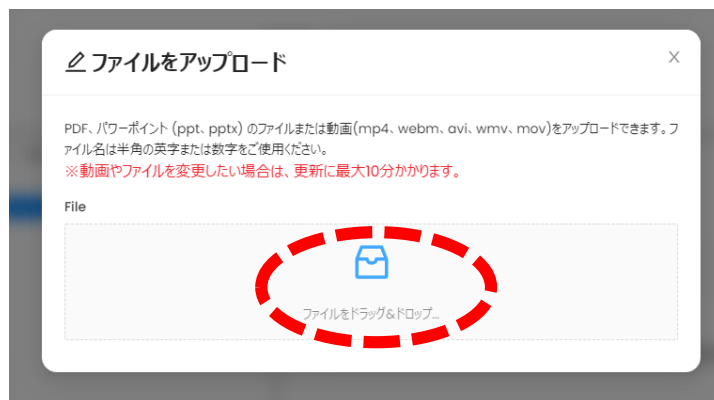 ファイルをアップロード
X
PDF、パワーポイント (ppt、pptx) のファイルまたは動画(mp4、webm、avi、wmv、mov)をアップロードできます。フ
ァイル名は半角の英字または数字をご使用ください。
※動画やファイルを変更したい場合は、更新に最大10分かかります。
File
ファイルをドラッグ&ドロップ...